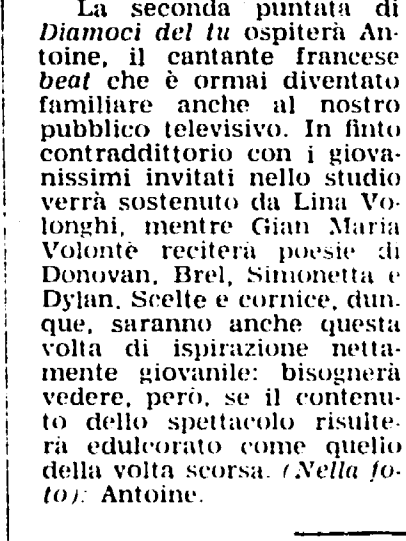 La seconda puntata di
Diamoci del tu ospiterà An-
toine, il cantante francese
beat che è ormai diventato
familiare anche al nostro
pubblico televisivo. In finto
contraddittorio con i giova-
nissimi invitati nello studio
verrà sostenuto da Lina Vo-
longhi, mentre Gian Maria
Volontè reciterà poesie di
Donovan, Brel, Simonetta e
Dylan. Scelte e cornice, dun-
que, saranno anche questa
volta di ispirazione netta-
mente giovanile: bisognerà
vedere, però, se il contenu-
to dello spettacolo risulte-
rà edulcorato come quello
della volta scorsa. (Nella fo-
to): Antoine.